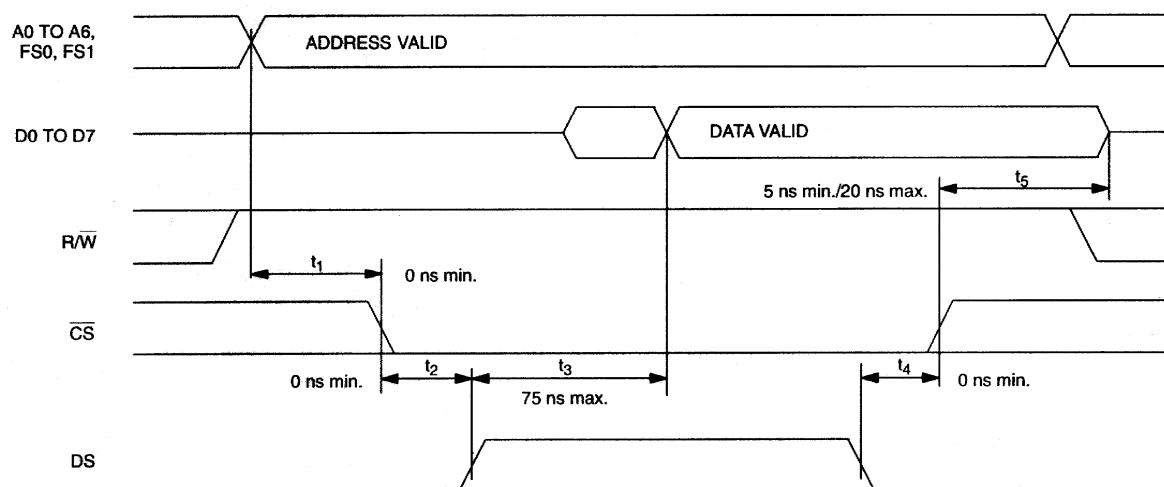 A0 TO A6,
FS0, FS1
ADDRESS VALID
D0 TO D7
DATA VALID
5 ns min./20 ns max.
t5
R/W̅
t1
0 ns min.
C̅S̅
0 ns min.
t2
t3
75 ns max.
t4
0 ns min.
DS